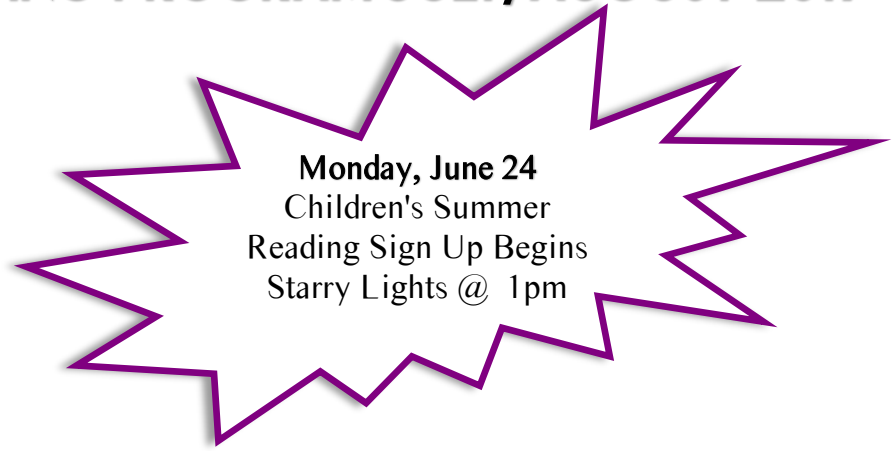 Monday, June 24
Children's Summer
Reading Sign Up Begins
Starry Lights @ 1pm